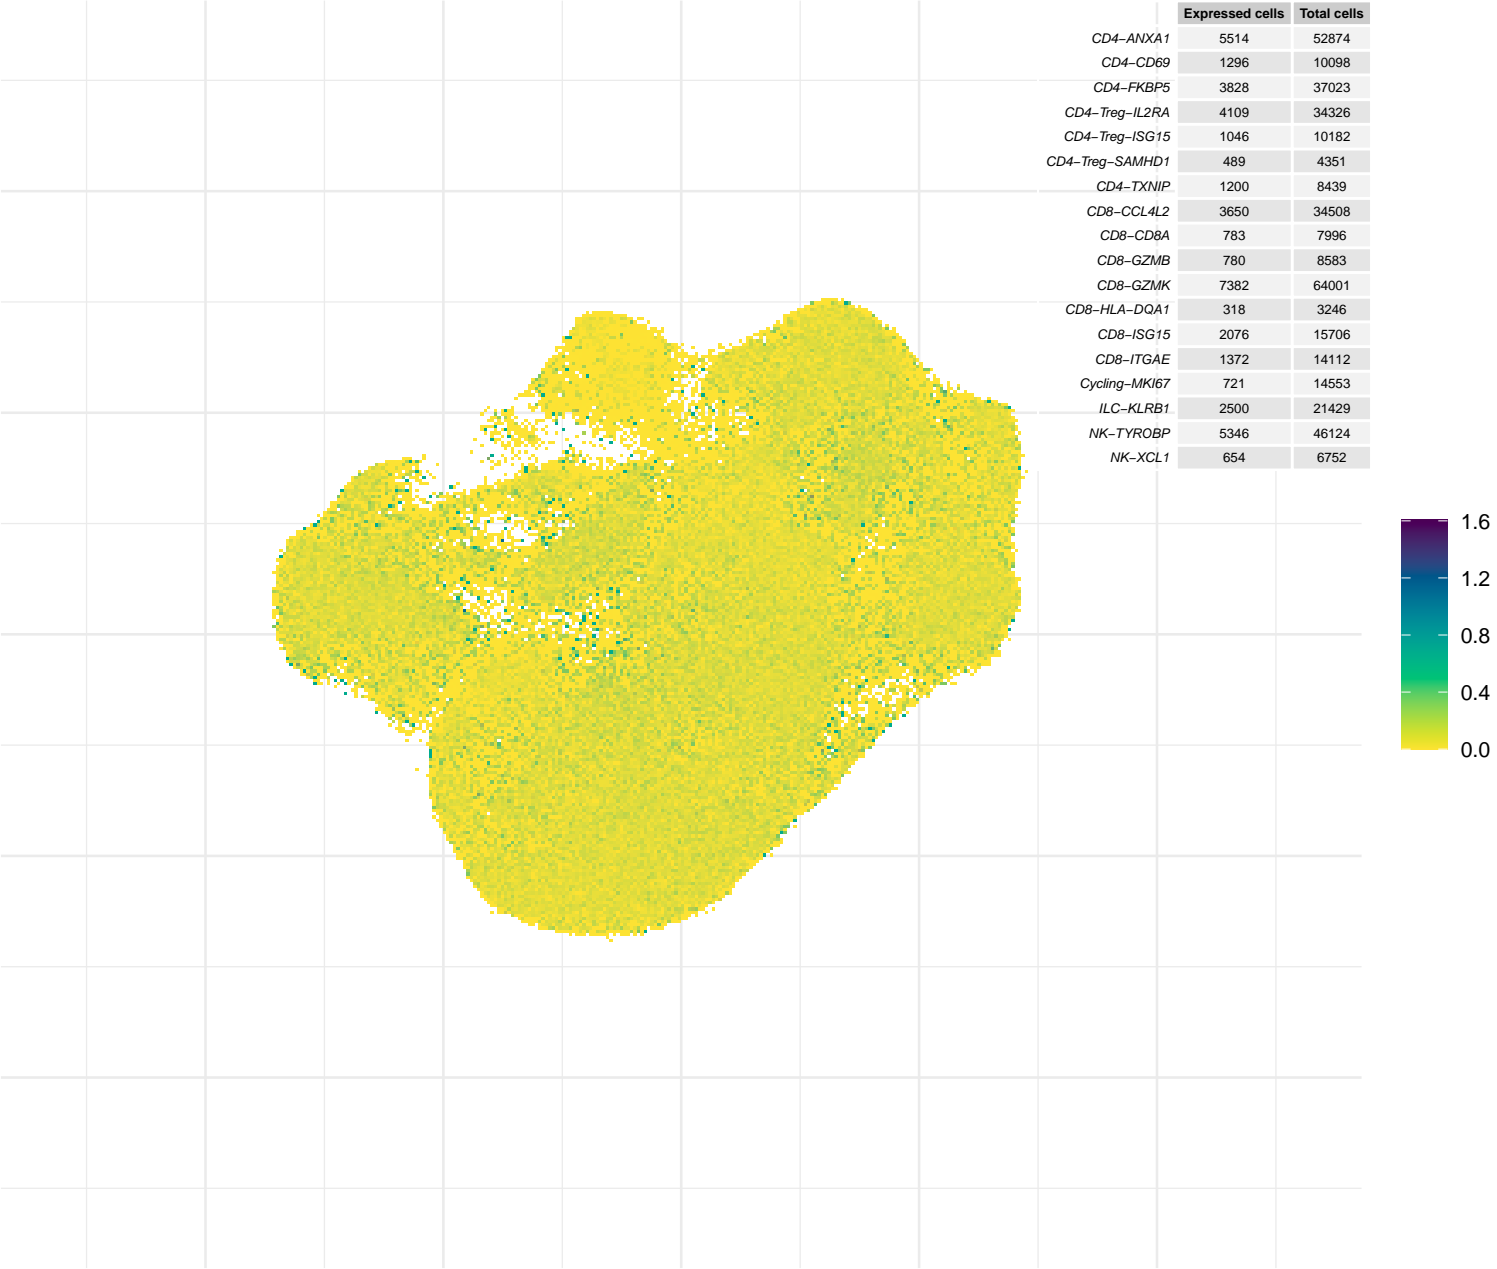 Expressed cells Total cells
CD4−ANXA1 5514 52874
CD4−CD69 1296 10098
CD4−FKBP5 3828 37023
CD4−Treg−IL2RA 4109 34326
CD4−Treg−ISG15 1046 10182
CD4−Treg−SAMHD1 489 4351
CD4−TXNIP 1200 8439
CD8−CCL4L2 3650 34508
CD8−CD8A 783 7996
CD8−GZMB 780 8583
CD8−GZMK 7382 64001
CD8−HLA−DQA1 318 3246
CD8−ISG15 2076 15706
CD8−ITGAE 1372 14112
Cycling−MKI67 721 14553
ILC−KLRB1 2500 21429
NK−TYROBP 5346 46124
NK−XCL1 654 6752
1.6
1.2
0.8
0.4
0.0